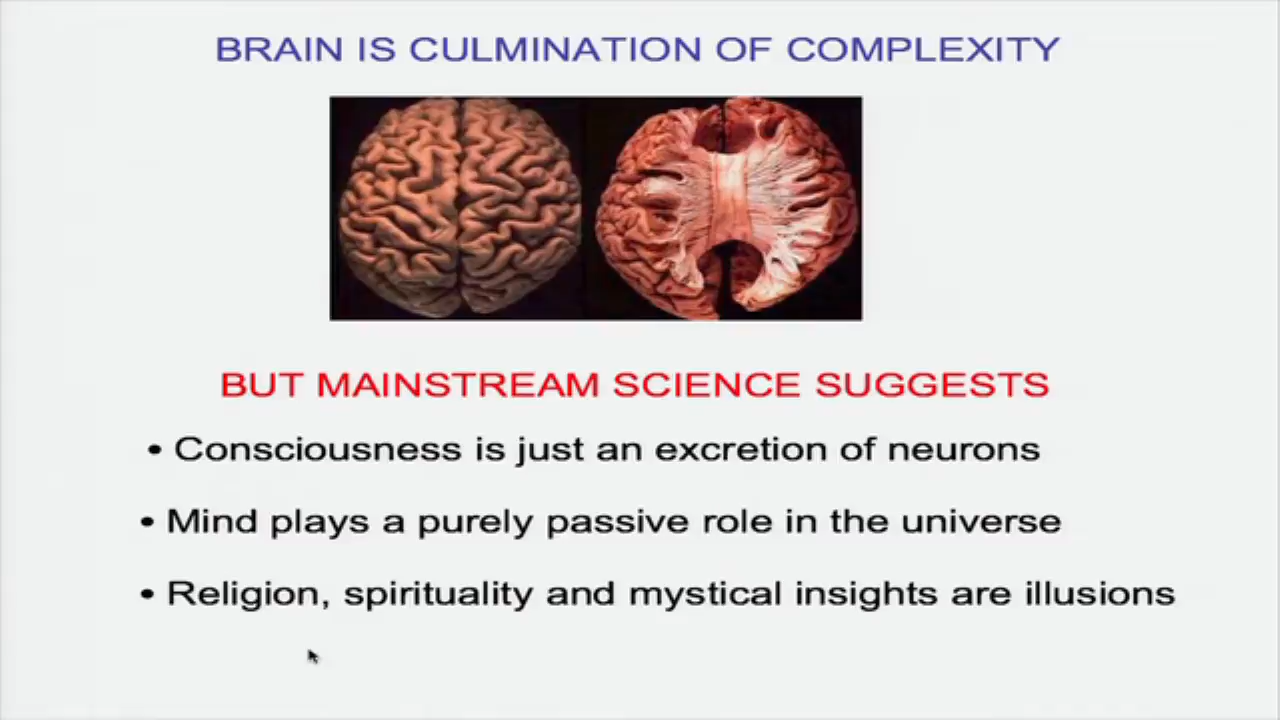 BRAIN IS CULMINATION OF COMPLEXITY
BUT MAINSTREAM SCIENCE SUGGESTS
• Consciousness is just an excretion of neurons
• Mind plays a purely passive role in the universe
• Religion, spirituality and mystical insights are illusions